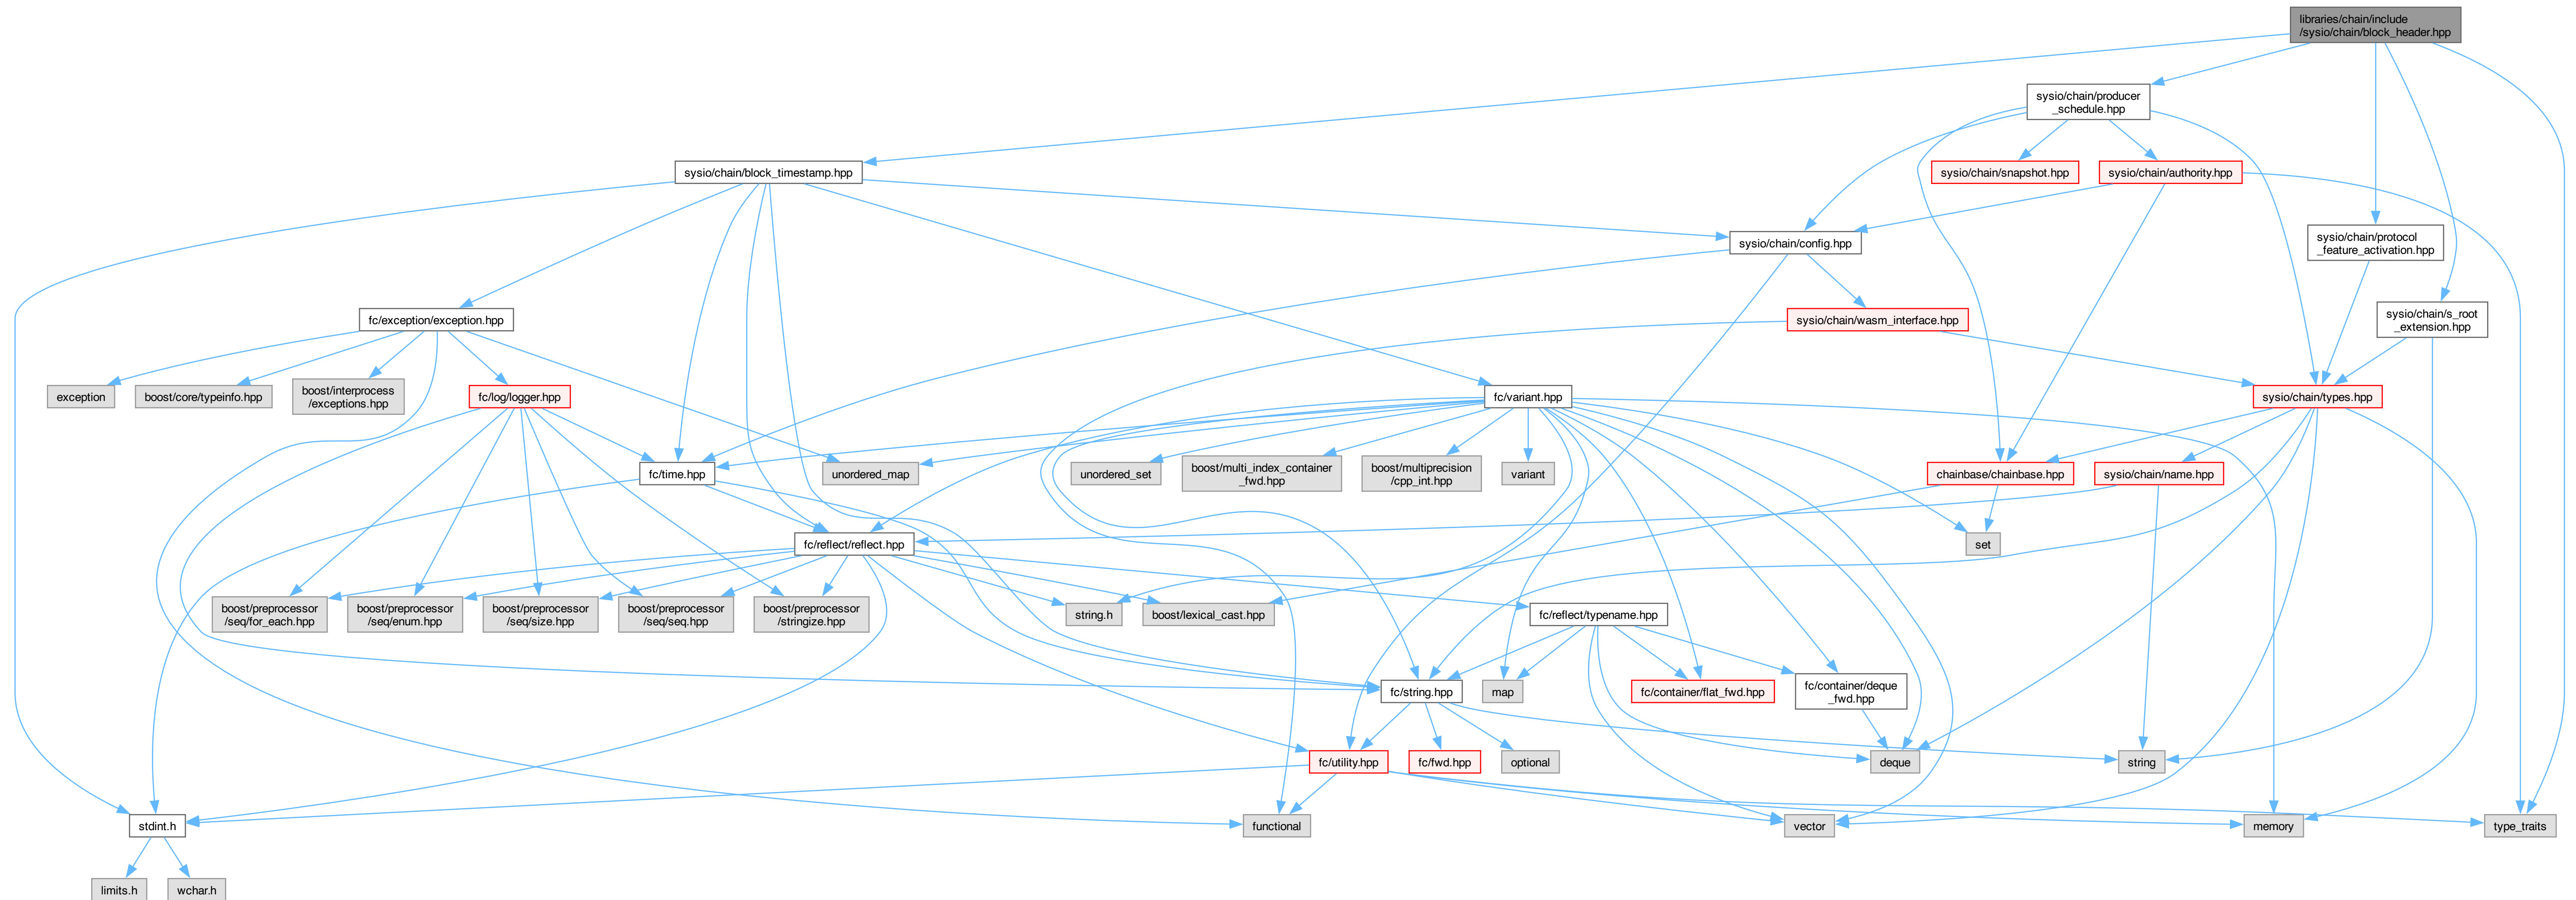 libraries/chain/include
/sysio/chain/block_header.hpp
sysio/chain/producer
_schedule.hpp
sysio/chain/block_timestamp.hpp
sysio/chain/snapshot.hpp
sysio/chain/authority.hpp
sysio/chain/config.hpp
sysio/chain/protocol
_feature_activation.hpp
fc/exception/exception.hpp
sysio/chain/wasm_interface.hpp
sysio/chain/s_root
_extension.hpp
exception
boost/core/typeinfo.hpp
boost/interprocess
/exceptions.hpp
fc/log/logger.hpp
fc/variant.hpp
sysio/chain/types.hpp
fc/time.hpp
unordered_map
unordered_set
boost/multi_index_container
_fwd.hpp
boost/multiprecision
/cpp_int.hpp
variant
chainbase/chainbase.hpp
sysio/chain/name.hpp
fc/reflect/reflect.hpp
set
boost/preprocessor
/seq/for_each.hpp
boost/preprocessor
/seq/enum.hpp
boost/preprocessor
/seq/size.hpp
boost/preprocessor
/seq/seq.hpp
boost/preprocessor
/stringize.hpp
string.h
boost/lexical_cast.hpp
fc/reflect/typename.hpp
fc/string.hpp
map
fc/container/flat_fwd.hpp
fc/container/deque
_fwd.hpp
fc/utility.hpp
fc/fwd.hpp
optional
deque
string
stdint.h
functional
vector
memory
type_traits
limits.h
wchar.h